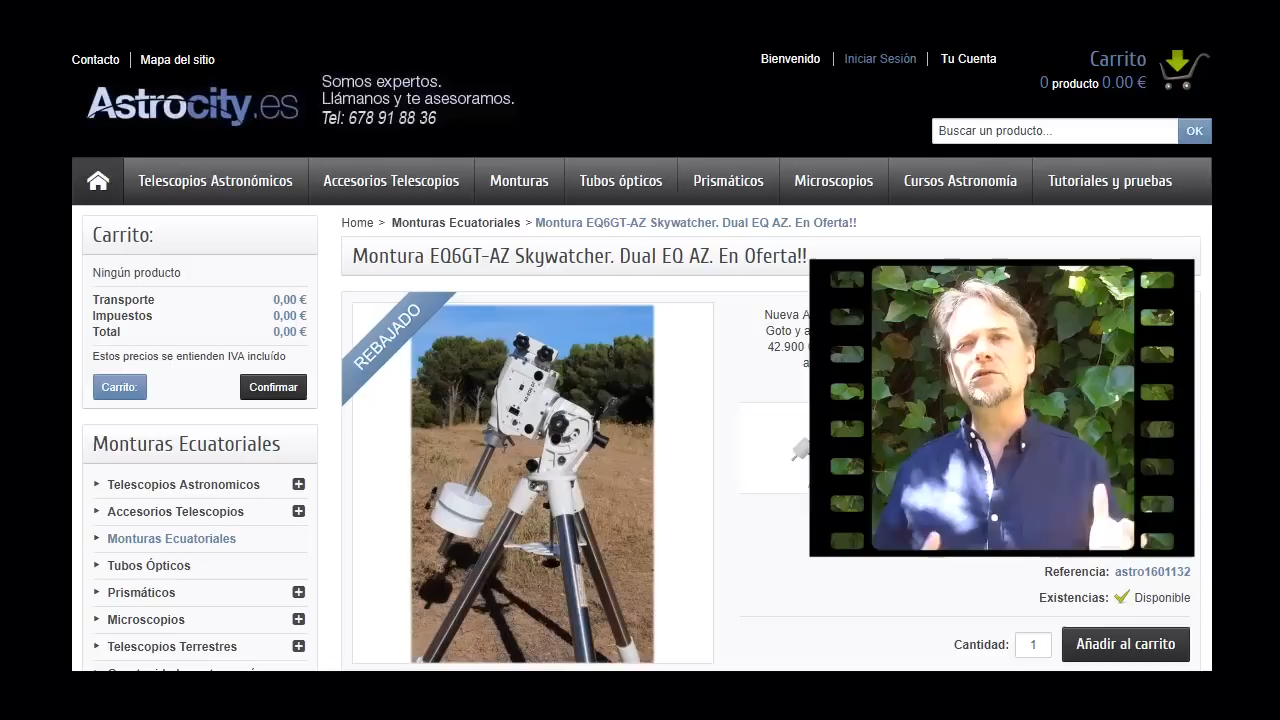 Contacto
Mapa del sitio
Bienvenido
Iniciar Sesión
Tu Cuenta
Carrito
0 producto 0.00 €
Astrocity.es
Somos expertos.
Llámanos y te asesoramos.
Tel: 678 91 88 36
Buscar un producto...
OK
Telescopios Astronómicos
Accesorios Telescopios
Monturas
Tubos ópticos
Prismáticos
Microscopios
Cursos Astronomía
Tutoriales y pruebas
Carrito:
Ningún producto
Transporte 0,00 €
Impuestos 0,00 €
Total 0,00 €
Estos precios se entienden IVA incluído
Carrito:
Confirmar
Monturas Ecuatoriales
Telescopios Astronomicos
Accesorios Telescopios
Monturas Ecuatoriales
Tubos Ópticos
Prismáticos
Microscopios
Telescopios Terrestres
Home > Monturas Ecuatoriales > Montura EQ6GT-AZ Skywatcher. Dual EQ AZ. En Oferta!!
Montura EQ6GT-AZ Skywatcher. Dual EQ AZ. En Oferta!!
REBAJADO
Nueva A
Goto y a
42.900
a
Referencia: astro1601132
Existencias: Disponible
Cantidad: 1
Añadir al carrito